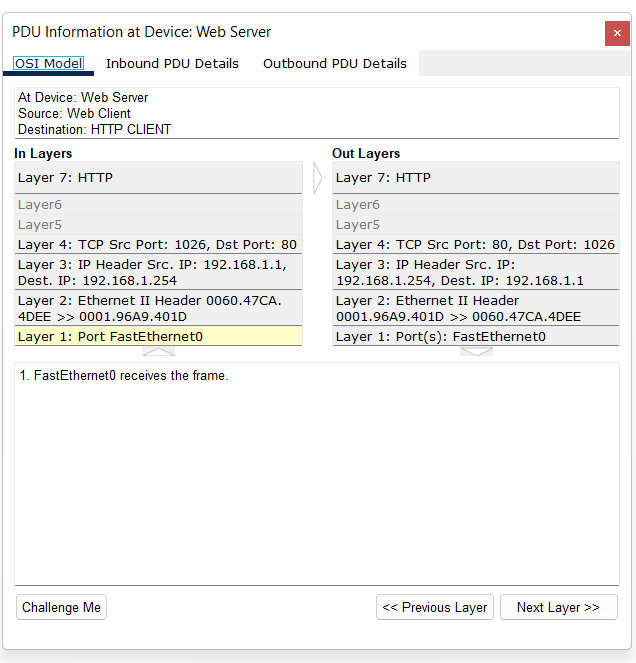 PDU Information at Device: Web Server
×
OSI Model
Inbound PDU Details
Outbound PDU Details
At Device: Web Server
Source: Web Client
Destination: HTTP CLIENT
In Layers
Layer 7: HTTP
Layer6
Layer5
Layer 4: TCP Src Port: 1026, Dst Port: 80
Layer 3: IP Header Src. IP: 192.168.1.1,
Dest. IP: 192.168.1.254
Layer 2: Ethernet II Header 0060.47CA.
4DEE >> 0001.96A9.401D
Layer 1: Port FastEthernet0
Out Layers
Layer 7: HTTP
Layer6
Layer5
Layer 4: TCP Src Port: 80, Dst Port: 1026
Layer 3: IP Header Src. IP:
192.168.1.254, Dest. IP: 192.168.1.1
Layer 2: Ethernet II Header
0001.96A9.401D >> 0060.47CA.4DEE
Layer 1: Port(s): FastEthernet0
1. FastEthernet0 receives the frame.
Challenge Me
<< Previous Layer
Next Layer >>